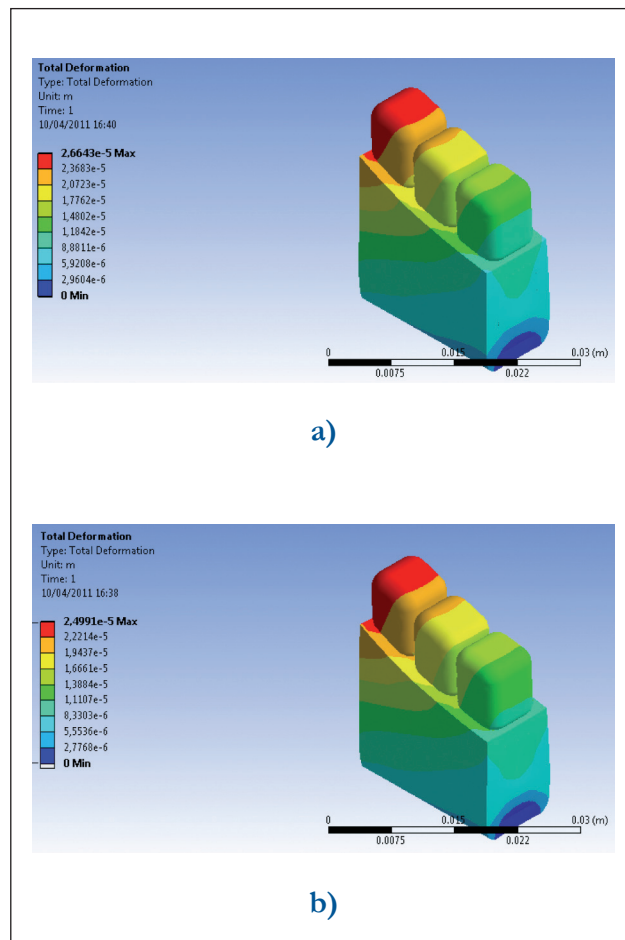 Total Deformation
Type: Total Deformation
Unit: m
Time: 1
10/04/2011 16:40
2,6643e-5 Max
2,3683e-5
2,0723e-5
1,7762e-5
1,4802e-5
1,1842e-5
8,8811e-6
5,9208e-6
2,9604e-6
0 Min
0 0.015 0.03 (m)
0.0075 0.022
a)
Total Deformation
Type: Total Deformation
Unit: m
Time: 1
10/04/2011 16:38
2,4991e-5 Max
2,2214e-5
1,9437e-5
1,6661e-5
1,3884e-5
1,1107e-5
8,3303e-6
5,5536e-6
2,7768e-6
0 Min
0 0.015 0.03 (m)
0.0075 0.022
b)